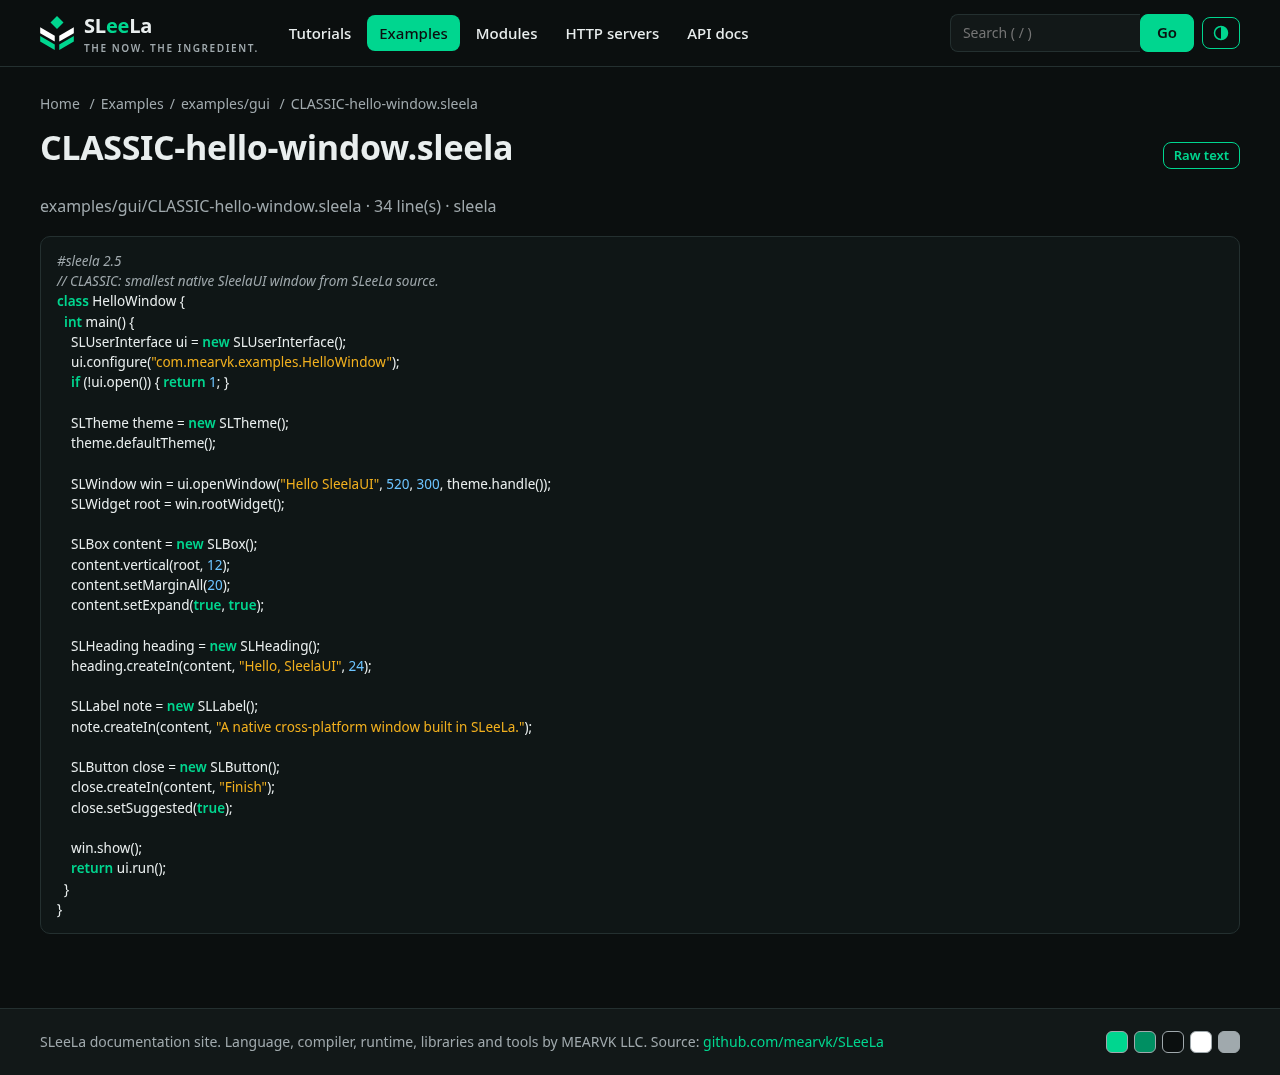 SLeeLa
THE NOW. THE INGREDIENT.
Tutorials Examples Modules HTTP servers API docs
Search ( / ) Go
Home / Examples / examples/gui / CLASSIC-hello-window.sleela
CLASSIC-hello-window.sleela
Raw text
examples/gui/CLASSIC-hello-window.sleela · 34 line(s) · sleela
#sleela 2.5
// CLASSIC: smallest native SleelaUI window from SLeeLa source.
class HelloWindow {
  int main() {
    SLUserInterface ui = new SLUserInterface();
    ui.configure("com.mearvk.examples.HelloWindow");
    if (!ui.open()) { return 1; }
    SLTheme theme = new SLTheme();
    theme.defaultTheme();
    SLWindow win = ui.openWindow("Hello SleelaUI", 520, 300, theme.handle());
    SLWidget root = win.rootWidget();
    SLBox content = new SLBox();
    content.vertical(root, 12);
    content.setMarginAll(20);
    content.setExpand(true, true);
    SLHeading heading = new SLHeading();
    heading.createIn(content, "Hello, SleelaUI", 24);
    SLLabel note = new SLLabel();
    note.createIn(content, "A native cross-platform window built in SLeeLa.");
    SLButton close = new SLButton();
    close.createIn(content, "Finish");
    close.setSuggested(true);
    win.show();
    return ui.run();
  }
}
SLeeLa documentation site. Language, compiler, runtime, libraries and tools by MEARVK LLC. Source: github.com/mearvk/SLeeLa